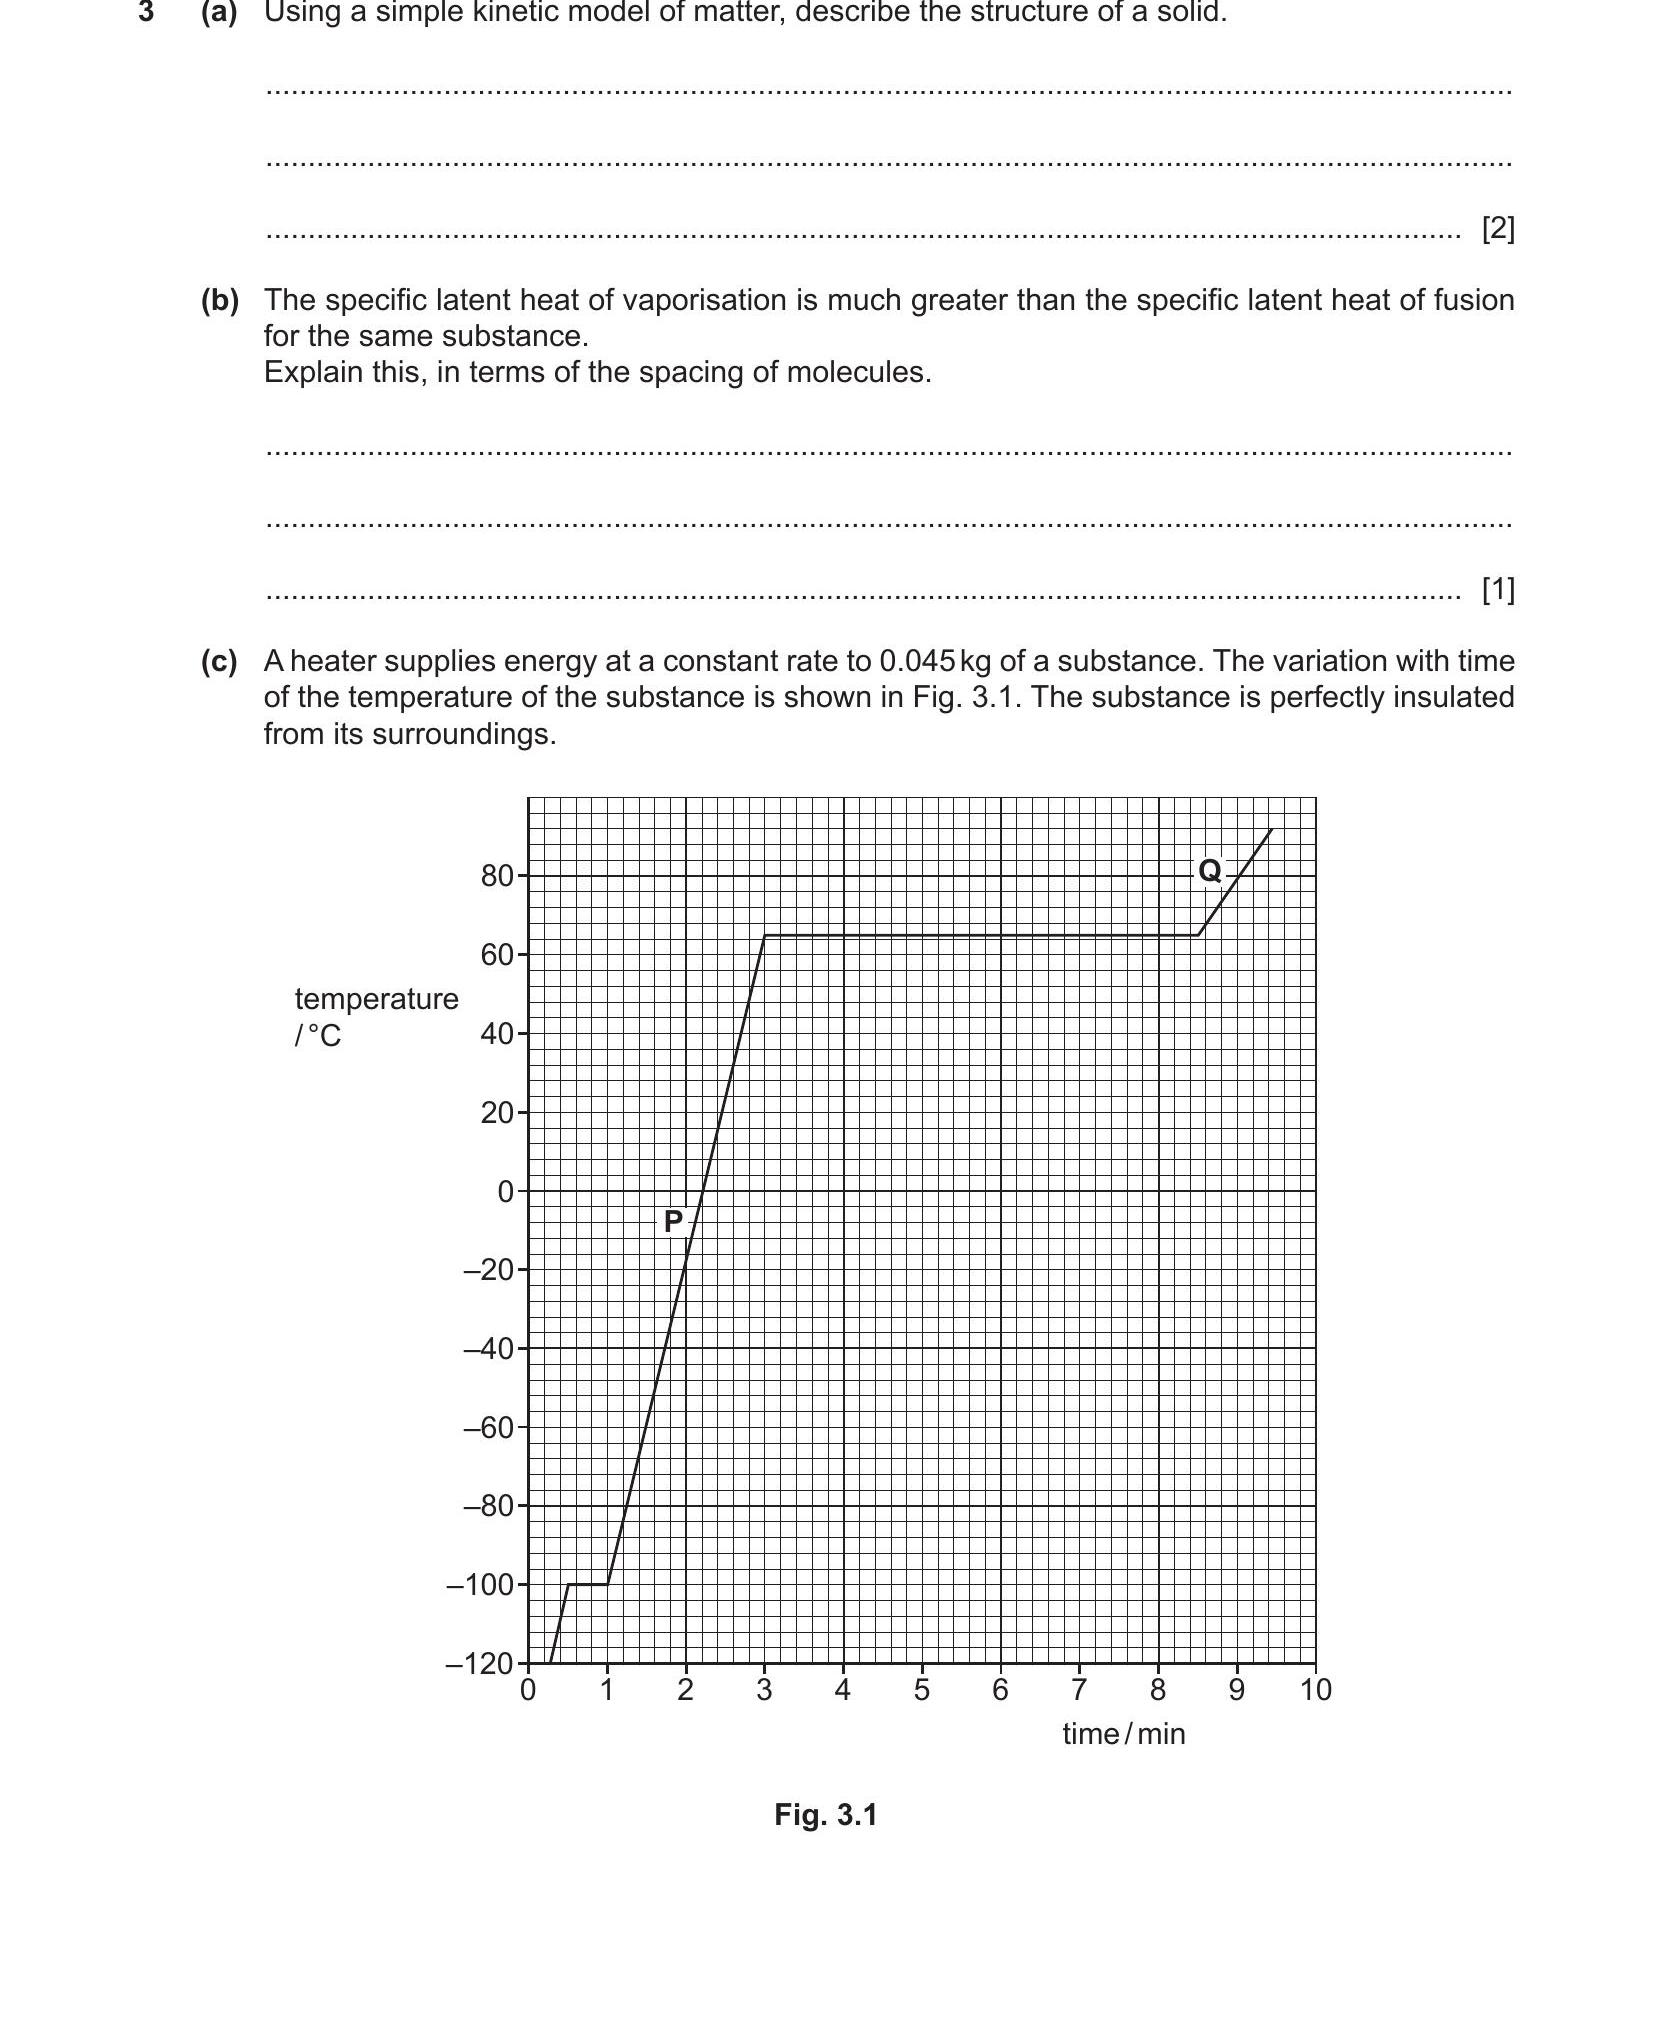 3 (a) Using a simple kinetic model of matter, describe the structure of a solid.
..........................................................................................................................................................
..........................................................................................................................................................
.................................................................................................................................................... [2]
(b) The specific latent heat of vaporisation is much greater than the specific latent heat of fusion
for the same substance.
Explain this, in terms of the spacing of molecules.
..........................................................................................................................................................
..........................................................................................................................................................
.................................................................................................................................................... [1]
(c) A heater supplies energy at a constant rate to 0.045 kg of a substance. The variation with time
of the temperature of the substance is shown in Fig. 3.1. The substance is perfectly insulated
from its surroundings.
Q
80
60
temperature
/ °C
40
20
0
P
–20
–40
–60
–80
–100
–120
0 1 2 3 4 5 6 7 8 9 10
time / min
Fig. 3.1